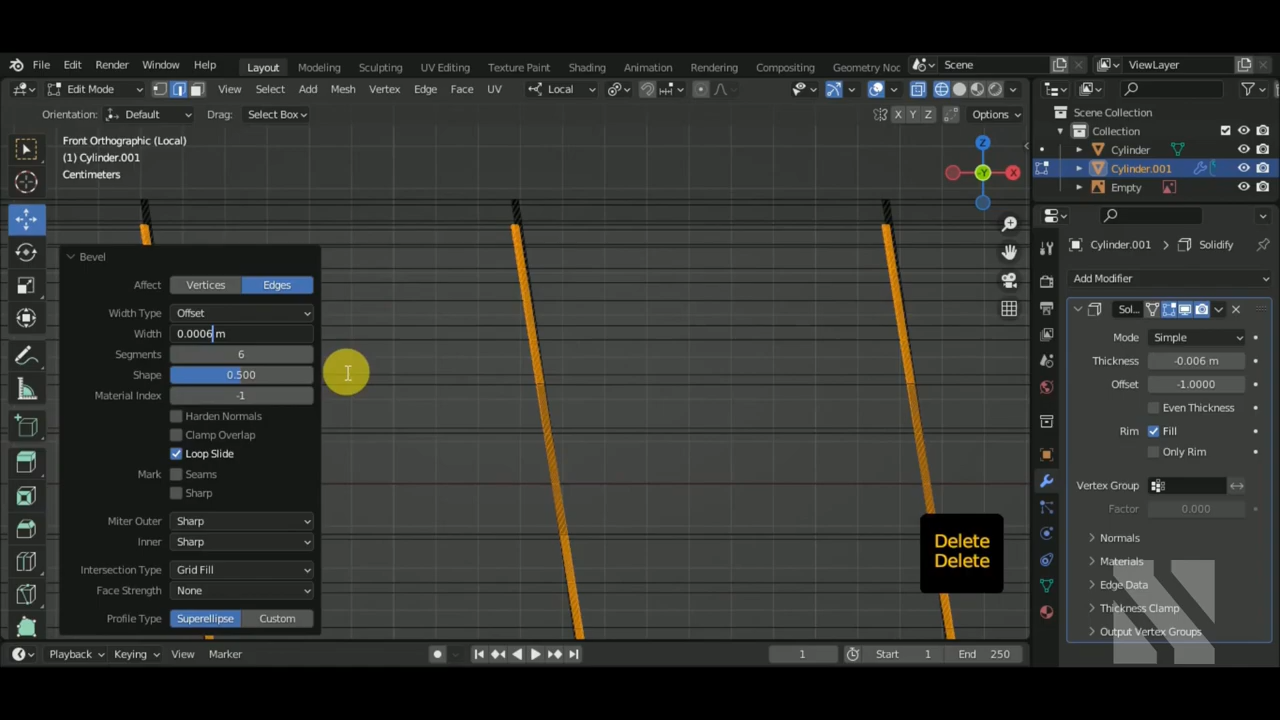 File Edit Render Window Help
Layout Modeling Sculpting UV Editing Texture Paint Shading Animation Rendering Compositing Geometry Noc
Scene
ViewLayer
Edit Mode View Select Add Mesh Vertex Edge Face UV Local
Orientation: Default Drag: Select Box
X Y Z Options
Front Orthographic (Local)
(1) Cylinder.001
Centimeters
Z
Y
X
Scene Collection
Collection
Cylinder
Cylinder.001
Empty
Cylinder.001 Solidify
Add Modifier
Sol...
Mode Simple
Thickness -0.006 m
Offset -1.0000
Even Thickness
Rim Fill
Only Rim
Vertex Group
Factor 0.000
Normals
Materials
Edge Data
Thickness Clamp
Output Vertex Groups
Bevel
Affect Vertices Edges
Width Type Offset
Width 0.0006 m
Segments 6
Shape 0.500
Material Index -1
Harden Normals
Clamp Overlap
Loop Slide
Mark Seams
Sharp
Miter Outer Sharp
Inner Sharp
Intersection Type Grid Fill
Face Strength None
Profile Type Superellipse Custom
Delete
Delete
Playback Keying View Marker
1 Start 1 End 250